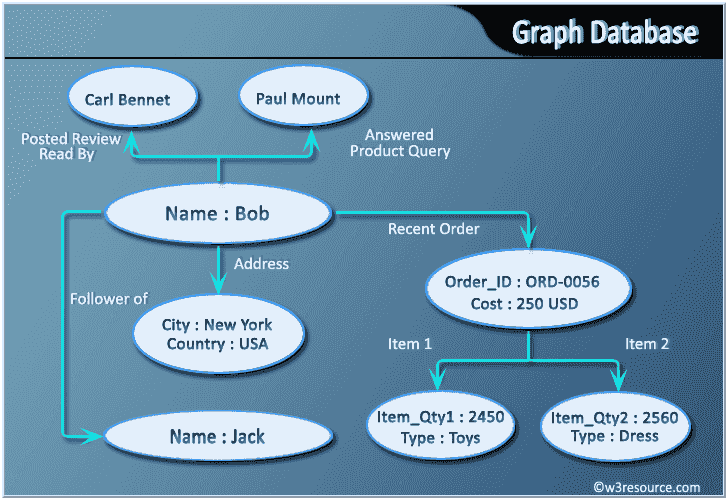 Graph Database
Carl Bennet
Paul Mount
Posted Review
Read By
Answered
Product Query
Name : Bob
Recent Order
Address
Follower of
Order_ID : ORD-0056
Cost : 250 USD
City : New York
Country : USA
Item 1
Item 2
Item_Qty1 : 2450
Type : Toys
Item_Qty2 : 2560
Type : Dress
Name : Jack
©w3resource.com